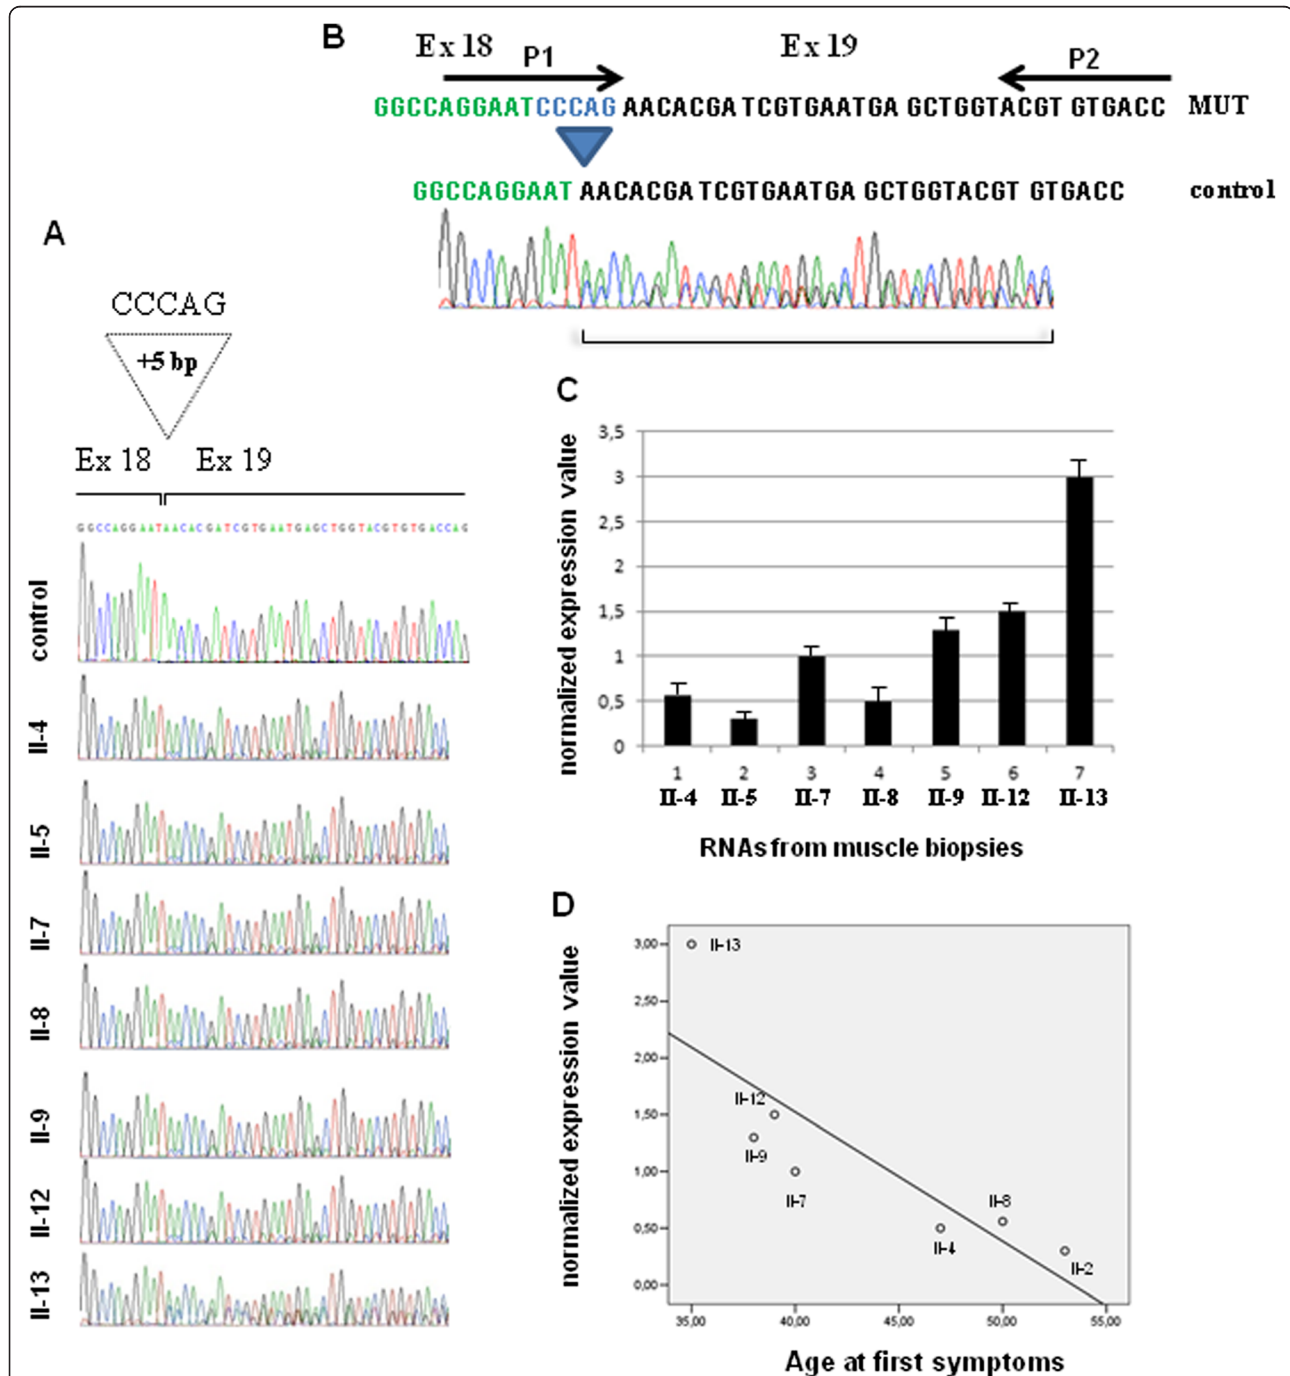 B
Ex 18
P1
Ex 19
P2
GGCCAGGAATCCCAG AACACGATCGTGAATGA GCTGGTACGT GTGACC MUT
GGCCAGGAAT AACACGATCGTGAATGA GCTGGTACGT GTGACC control
A
CCCAG
+5 bp
Ex 18 Ex 19
GGCCAGGAATAACACGATCGTGAATGAGCTGGTACGTGTGACCAG
control
II-4
II-5
II-7
II-8
II-9
II-12
II-13
C
normalized expression value
3,5
3
2,5
2
1,5
1
0,5
0
1 2 3 4 5 6 7
II-4 II-5 II-7 II-8 II-9 II-12 II-13
RNAs from muscle biopsies
D
normalized expression value
3,00
2,50
2,00
1,50
1,00
0,50
0,00
II-13
II-12
II-9
II-7
II-8
II-4
II-2
35,00 40,00 45,00 50,00 55,00
Age at first symptoms